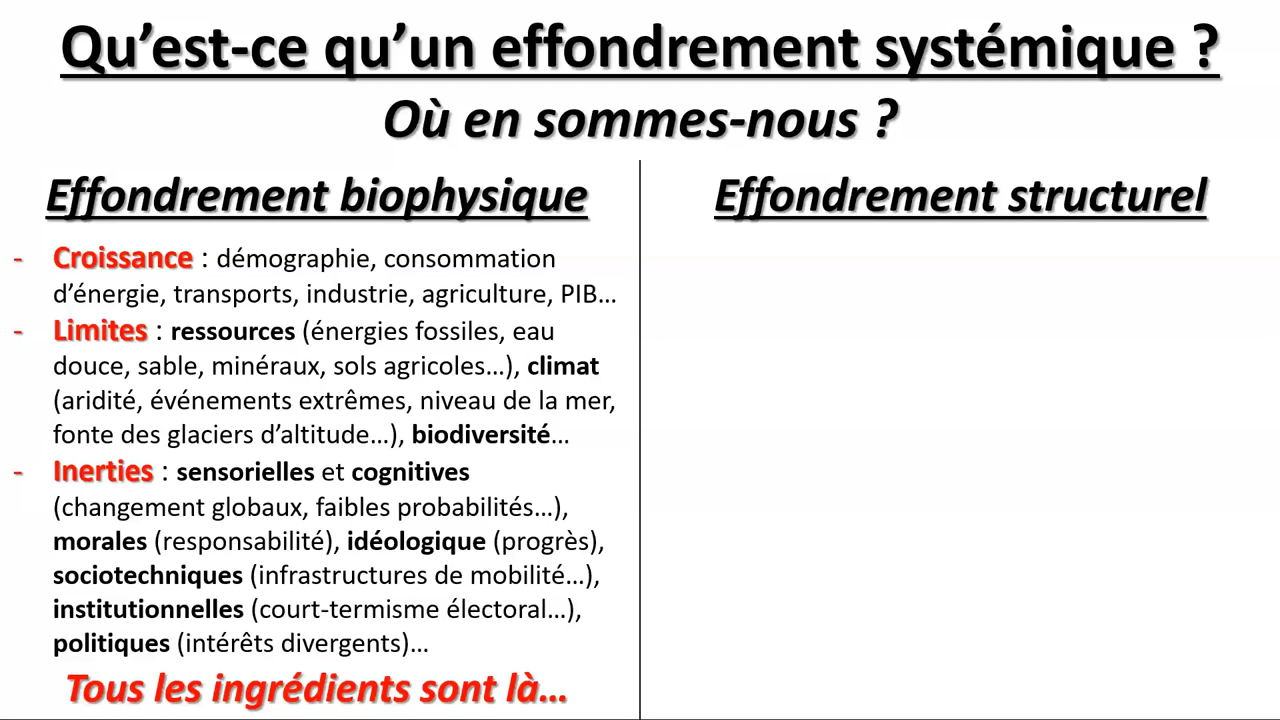 Qu’est-ce qu’un effondrement systémique ?
Où en sommes-nous ?
Effondrement biophysique
- Croissance : démographie, consommation
d’énergie, transports, industrie, agriculture, PIB…
- Limites : ressources (énergies fossiles, eau
douce, sable, minéraux, sols agricoles…), climat
(aridité, événements extrêmes, niveau de la mer,
fonte des glaciers d’altitude…), biodiversité…
- Inerties : sensorielles et cognitives
(changement globaux, faibles probabilités…),
morales (responsabilité), idéologique (progrès),
sociotechniques (infrastructures de mobilité…),
institutionnelles (court-termisme électoral…),
politiques (intérêts divergents)…
Tous les ingrédients sont là…
Effondrement structurel